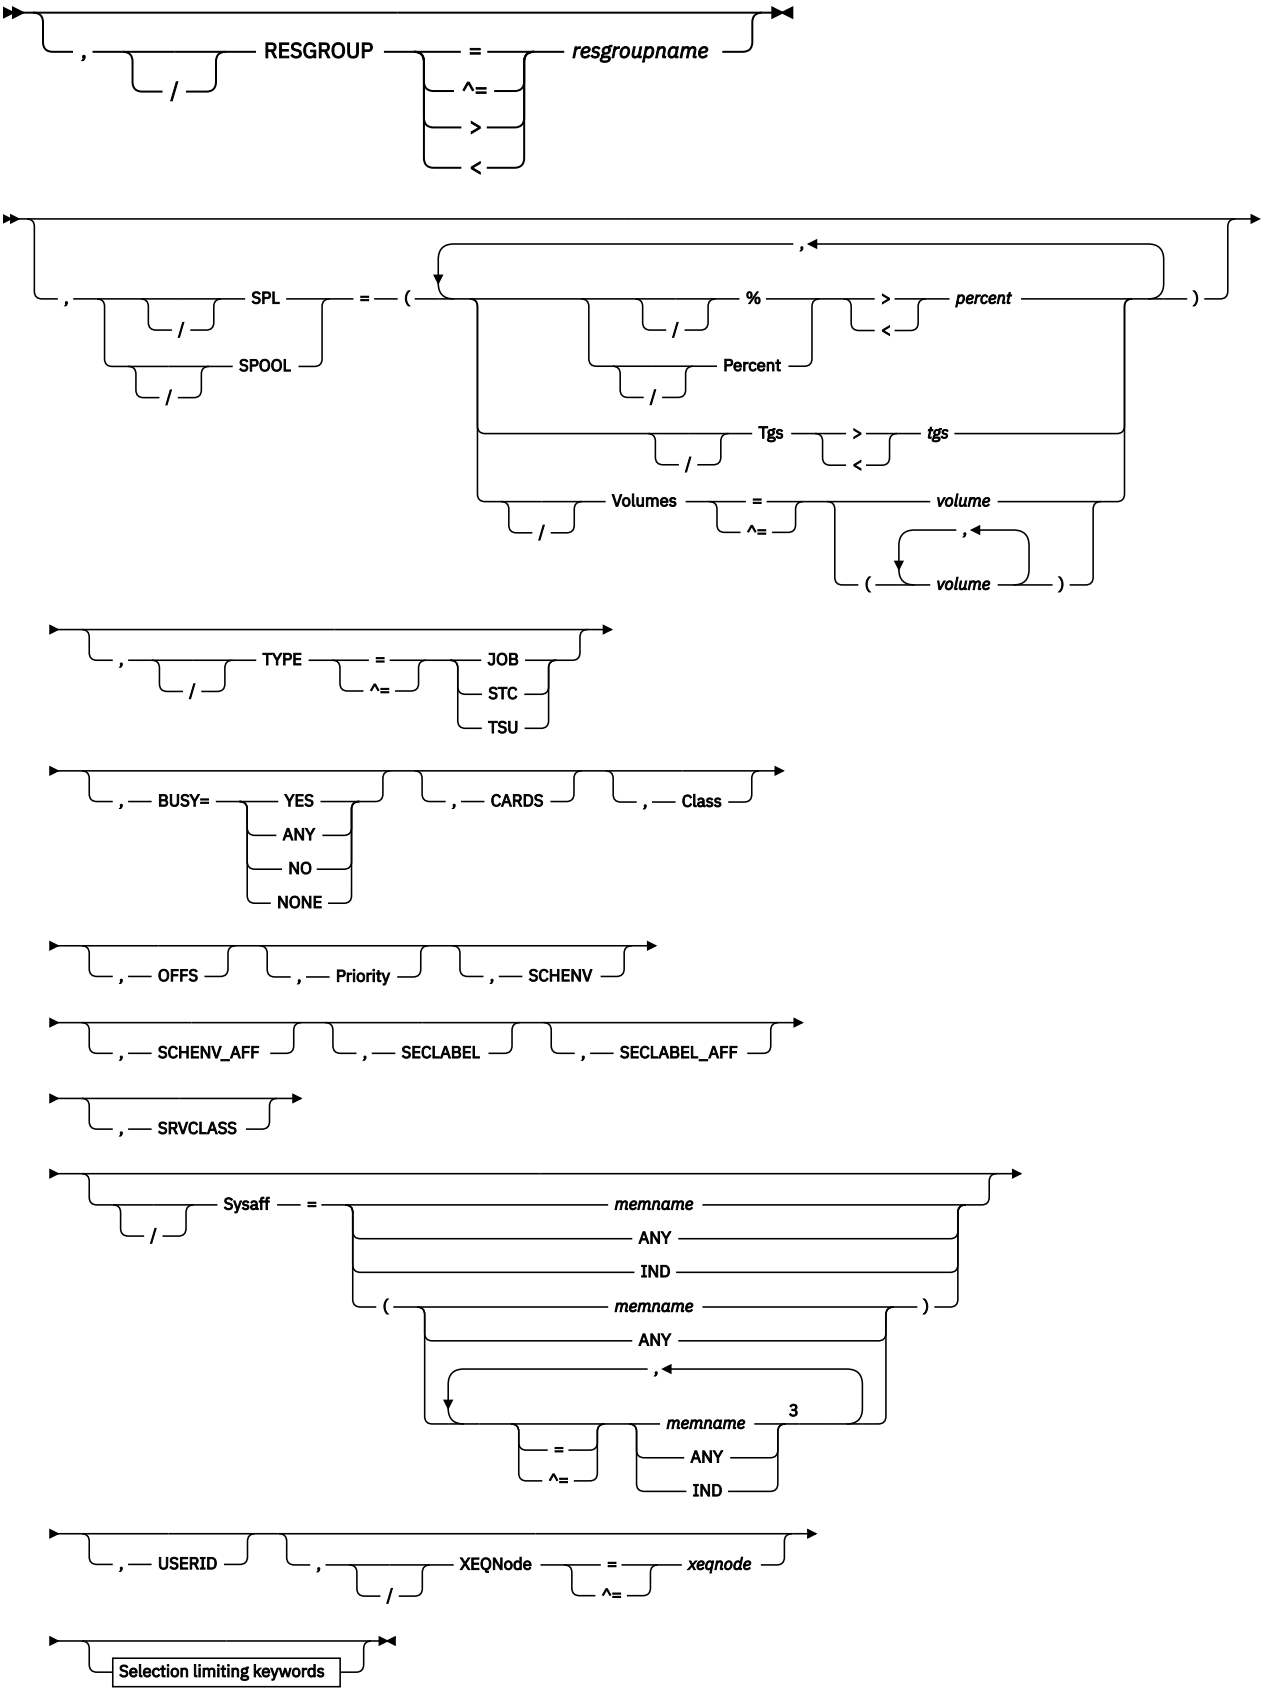 , RESGROUP = resgroupname
/ ^=
>
<
,
, SPL = ( % > percent )
/ / <
SPOOL Percent
/ /
Tgs > tgs
/ <
Volumes = volume
/ ^= ,
( volume )
, TYPE = JOB
/ ^= STC
TSU
, BUSY= YES , CARDS , Class
ANY
NO
NONE
, OFFS , Priority , SCHENV
, SCHENV_AFF , SECLABEL , SECLABEL_AFF
, SRVCLASS
Sysaff = memname
/ ANY
IND
( memname )
ANY
,
memname 3
= ANY
^= IND
, USERID , XEQNode = xeqnode
/ ^=
Selection limiting keywords